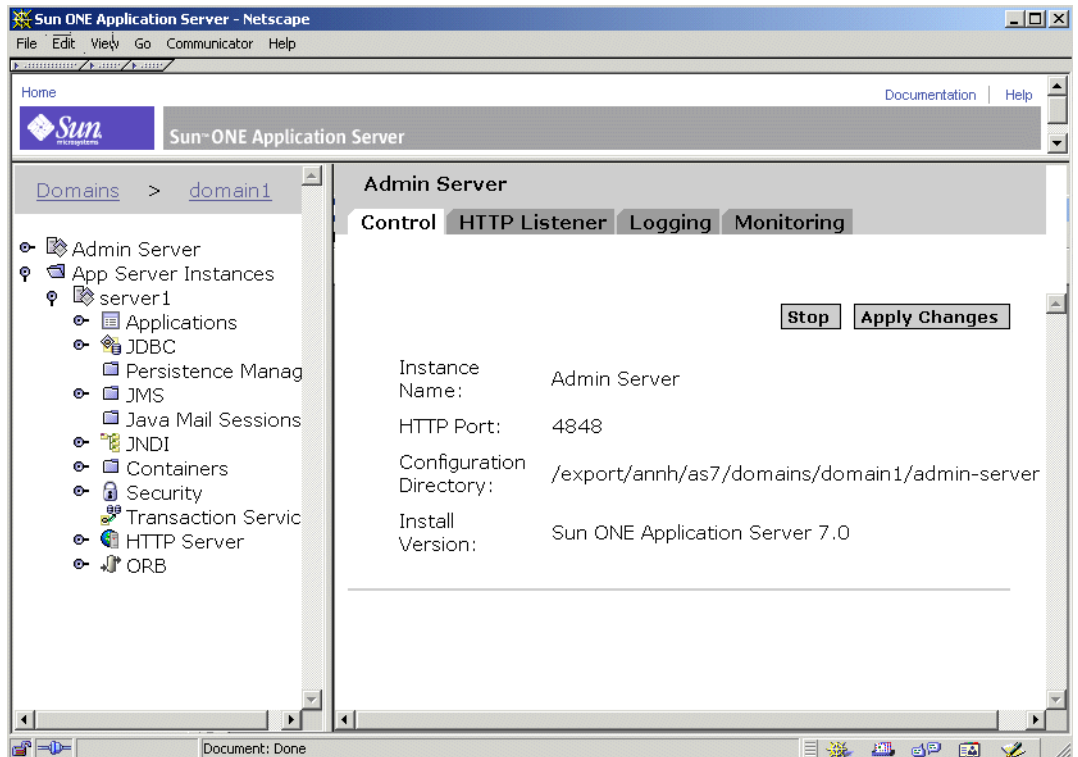 Sun ONE Application Server - Netscape
File Edit View Go Communicator Help
Home
Documentation | Help
Sun microsystems
Sun™ ONE Application Server
Domains > domain1
Admin Server
App Server Instances
server1
Applications
JDBC
Persistence Manag
JMS
Java Mail Sessions
JNDI
Containers
Security
Transaction Servic
HTTP Server
ORB
Admin Server
Control HTTP Listener Logging Monitoring
Stop Apply Changes
Instance Name: Admin Server
HTTP Port: 4848
Configuration Directory: /export/annh/as7/domains/domain1/admin-server
Install Version: Sun ONE Application Server 7.0
Document: Done